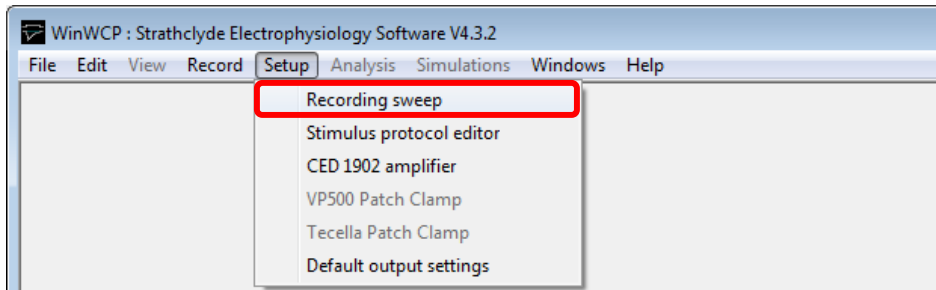 WinWCP : Strathclyde Electrophysiology Software V4.3.2
File Edit View Record Setup Analysis Simulations Windows Help
Recording sweep
Stimulus protocol editor
CED 1902 amplifier
VP500 Patch Clamp
Tecella Patch Clamp
Default output settings